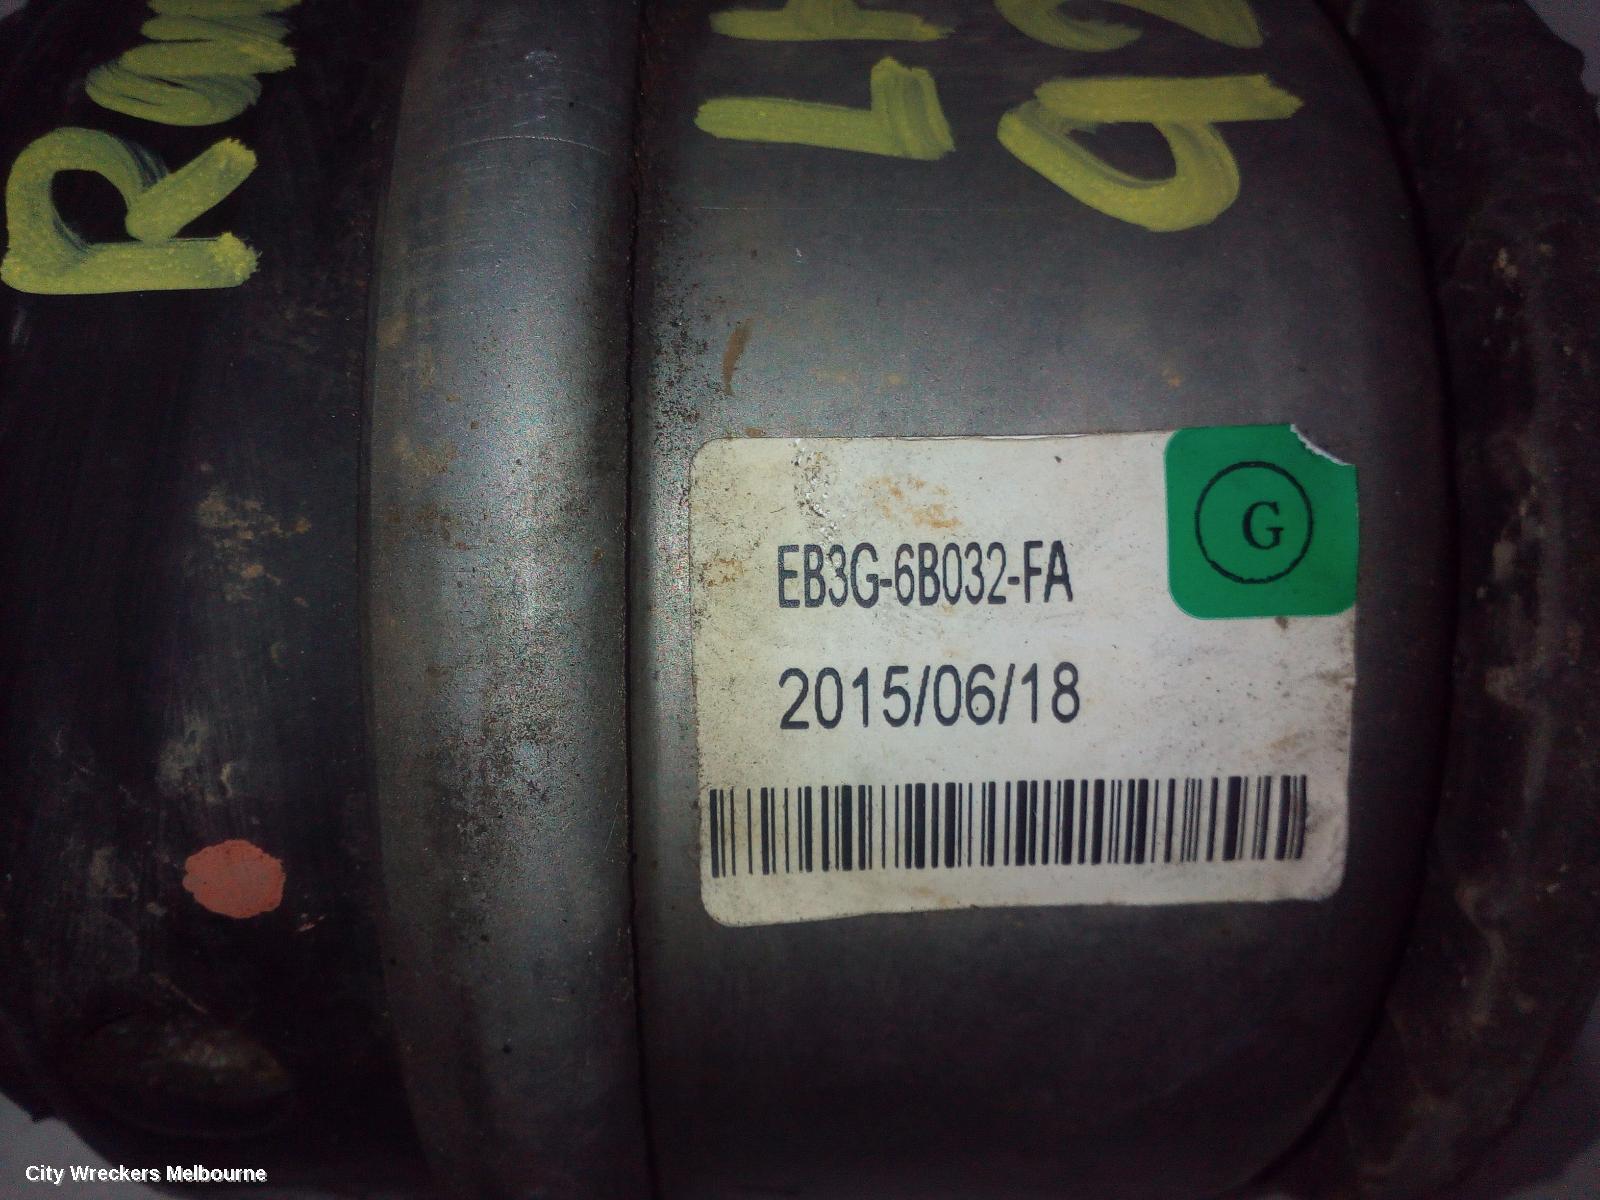 EB3G-6B032-FA
2015/06/18
G
City Wreckers Melbourne